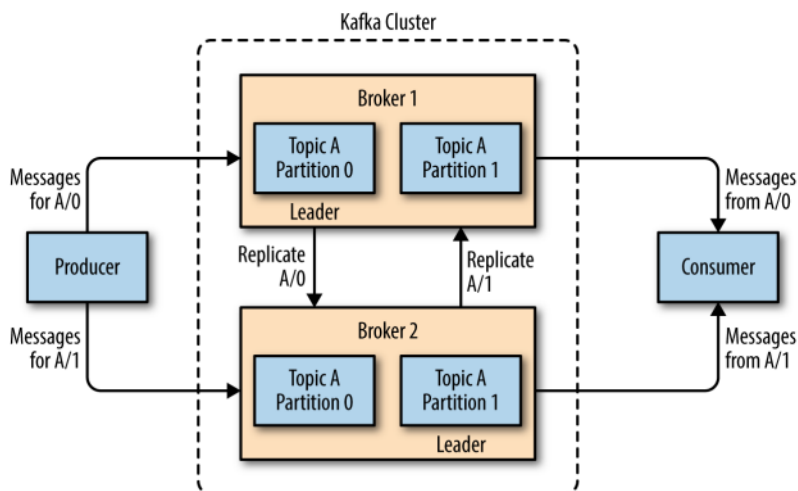 Kafka Cluster
Broker 1
Topic A
Partition 0
Topic A
Partition 1
Leader
Messages
for A/0
Messages
from A/0
Producer
Replicate
A/0
Replicate
A/1
Consumer
Messages
for A/1
Broker 2
Topic A
Partition 0
Topic A
Partition 1
Leader
Messages
from A/1